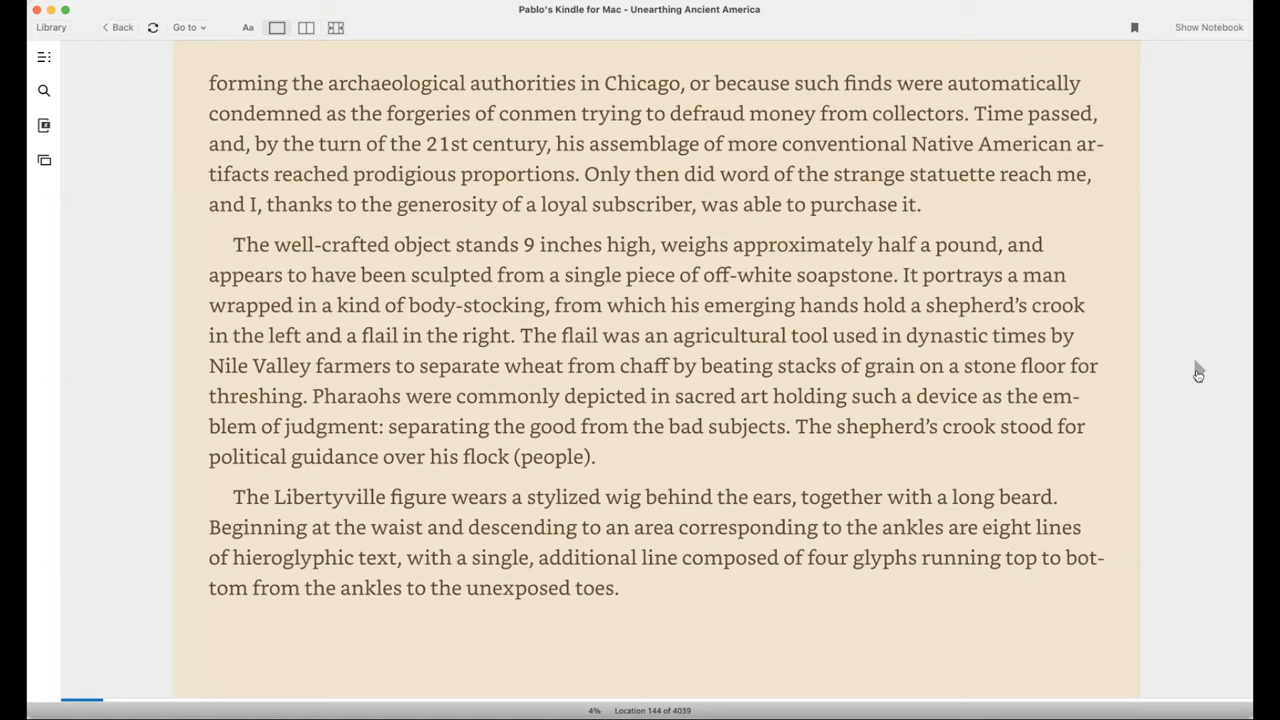 Pablo's Kindle for Mac - Unearthing Ancient America
Library
Back
Go to
Aa
Show Notebook
forming the archaeological authorities in Chicago, or because such finds were automatically
condemned as the forgeries of conmen trying to defraud money from collectors. Time passed,
and, by the turn of the 21st century, his assemblage of more conventional Native American ar-
tifacts reached prodigious proportions. Only then did word of the strange statuette reach me,
and I, thanks to the generosity of a loyal subscriber, was able to purchase it.
The well-crafted object stands 9 inches high, weighs approximately half a pound, and
appears to have been sculpted from a single piece of off-white soapstone. It portrays a man
wrapped in a kind of body-stocking, from which his emerging hands hold a shepherd’s crook
in the left and a flail in the right. The flail was an agricultural tool used in dynastic times by
Nile Valley farmers to separate wheat from chaff by beating stacks of grain on a stone floor for
threshing. Pharaohs were commonly depicted in sacred art holding such a device as the em-
blem of judgment: separating the good from the bad subjects. The shepherd’s crook stood for
political guidance over his flock (people).
The Libertyville figure wears a stylized wig behind the ears, together with a long beard.
Beginning at the waist and descending to an area corresponding to the ankles are eight lines
of hieroglyphic text, with a single, additional line composed of four glyphs running top to bot-
tom from the ankles to the unexposed toes.
4% Location 144 of 4039